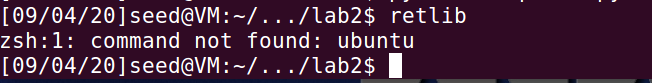 [09/04/20]seed@VM:~/.../lab2$ retlib
zsh:1: command not found: ubuntu
[09/04/20]seed@VM:~/.../lab2$